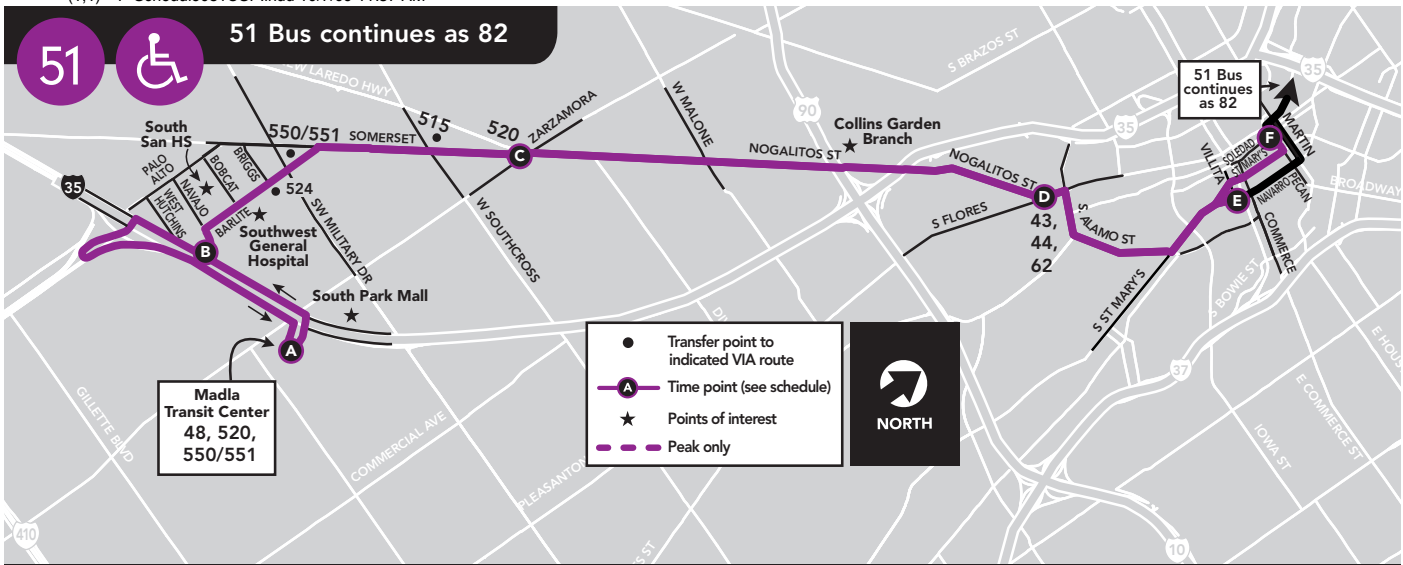 51 Bus continues as 82
51
LAREDO HWY
S BRAZOS ST
35
51 Bus
continues
as 82
90
W MALONE
ZARZAMORA
520
515
SOMERSET
550/551
South
San HS
Collins Garden
Branch
35
MARTIN
F
SOLEDAD
ST MARY'S
VILLITA
C
PALO
ALTO
BRIGGS
BOBCAT
NAVAJO
WEST
HUTCHINS
35
524
NOGALITOS ST
NOGALITOS ST
PECAN
BROADWAY
NAVARRO
E
D
43,
44,
62
S FLORES
S ALAMO ST
COMMERCE
BARLITE
Southwest
General
Hospital
SW MILITARY DR
W SOUTHCROSS
B
S BOWIE ST
S ST MARY'S
South Park Mall
A
Transfer point to
indicated VIA route
A
Time point (see schedule)
Points of interest
Peak only
NORTH
37
E HOUS
E COMMERCE ST
IOWA ST
Madla
Transit Center
48, 520,
550/551
GILLETTE BLVD
COMMERCIAL AVE
PLEASANTON
S ST
410
10